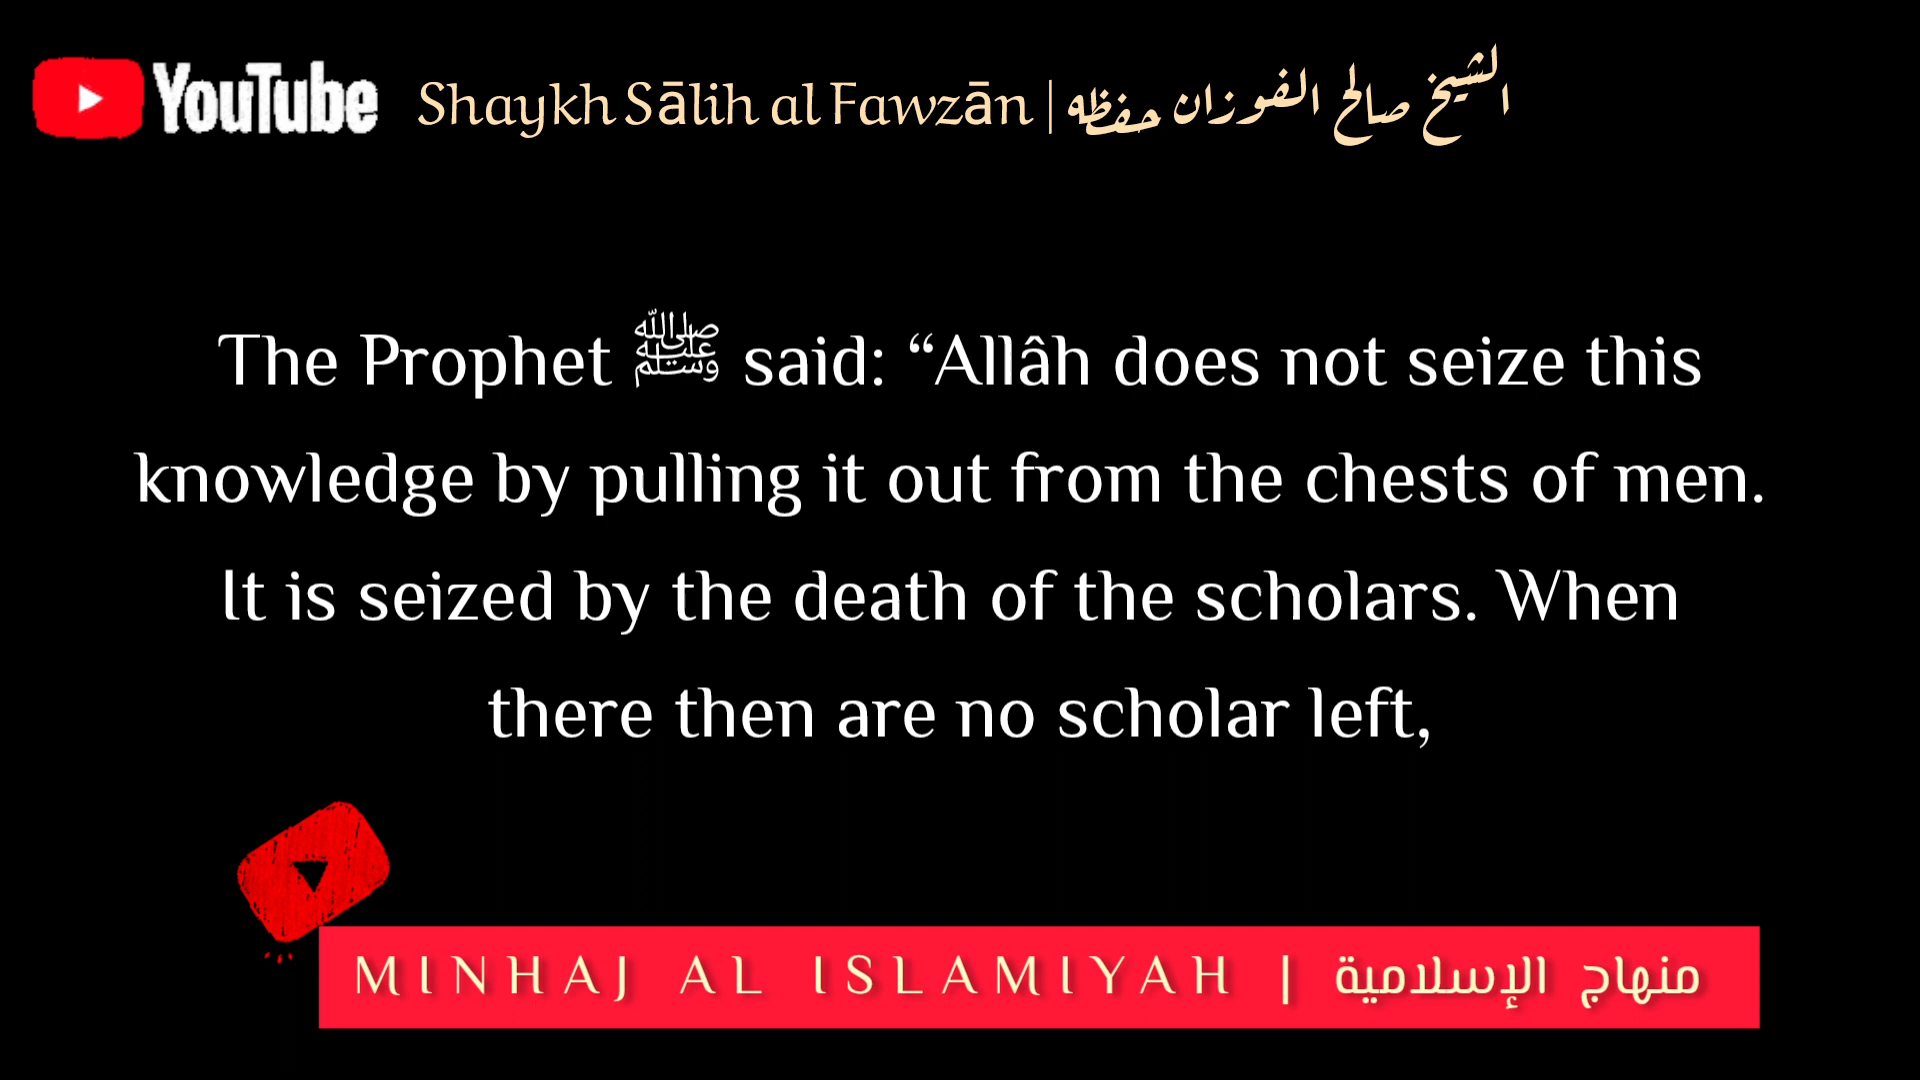 YouTube
Shaykh Sālih al Fawzān | الشيخ صالح الفوزان حفظه
The Prophet ﷺ said: “Allâh does not seize this
knowledge by pulling it out from the chests of men.
It is seized by the death of the scholars. When
there then are no scholar left,
MINHAJ AL ISLAMIYAH | منهاج الإسلامية